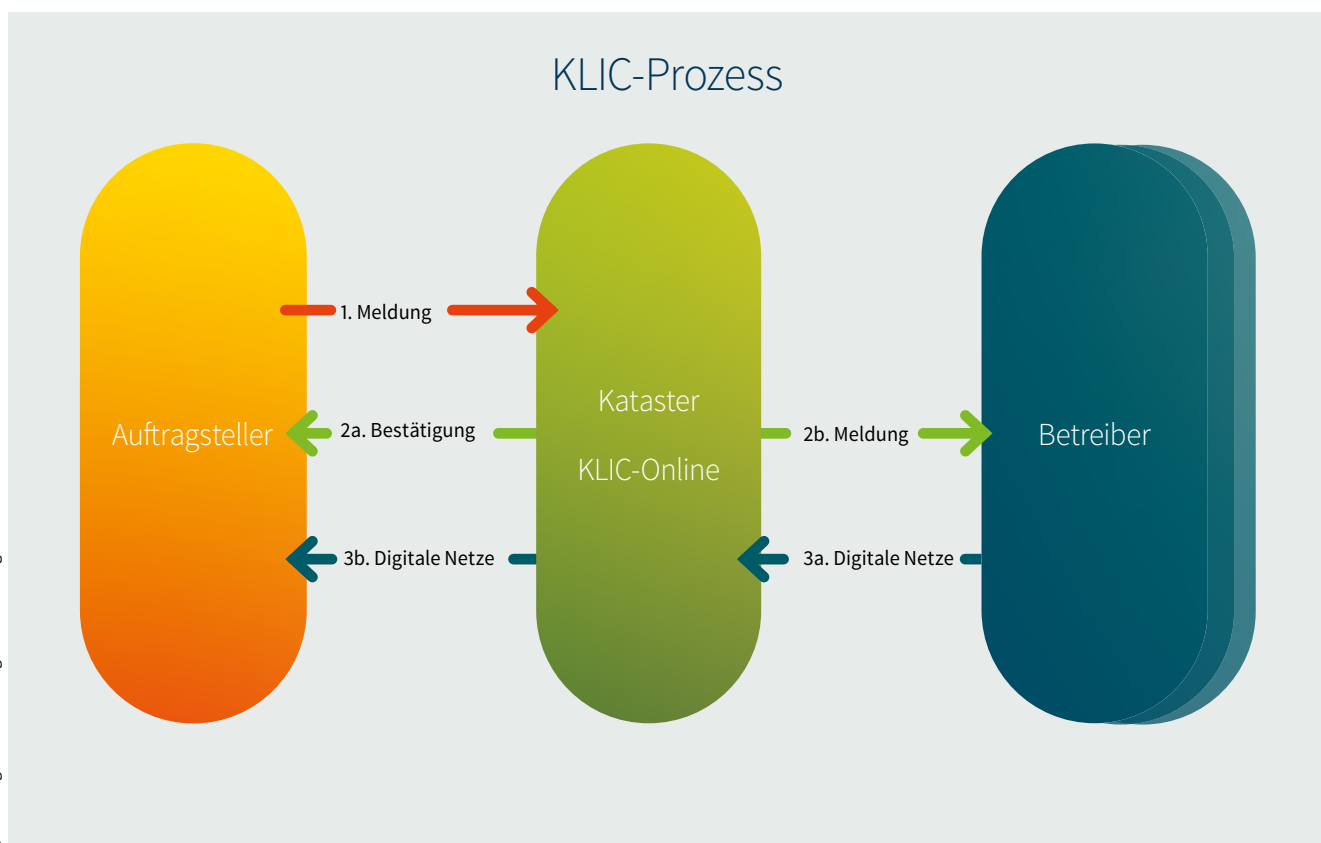 KLIC-Prozess
1. Meldung
Kataster
Auftragsteller
2a. Bestätigung
2b. Meldung
Betreiber
KLIC-Online
3b. Digitale Netze
3a. Digitale Netze